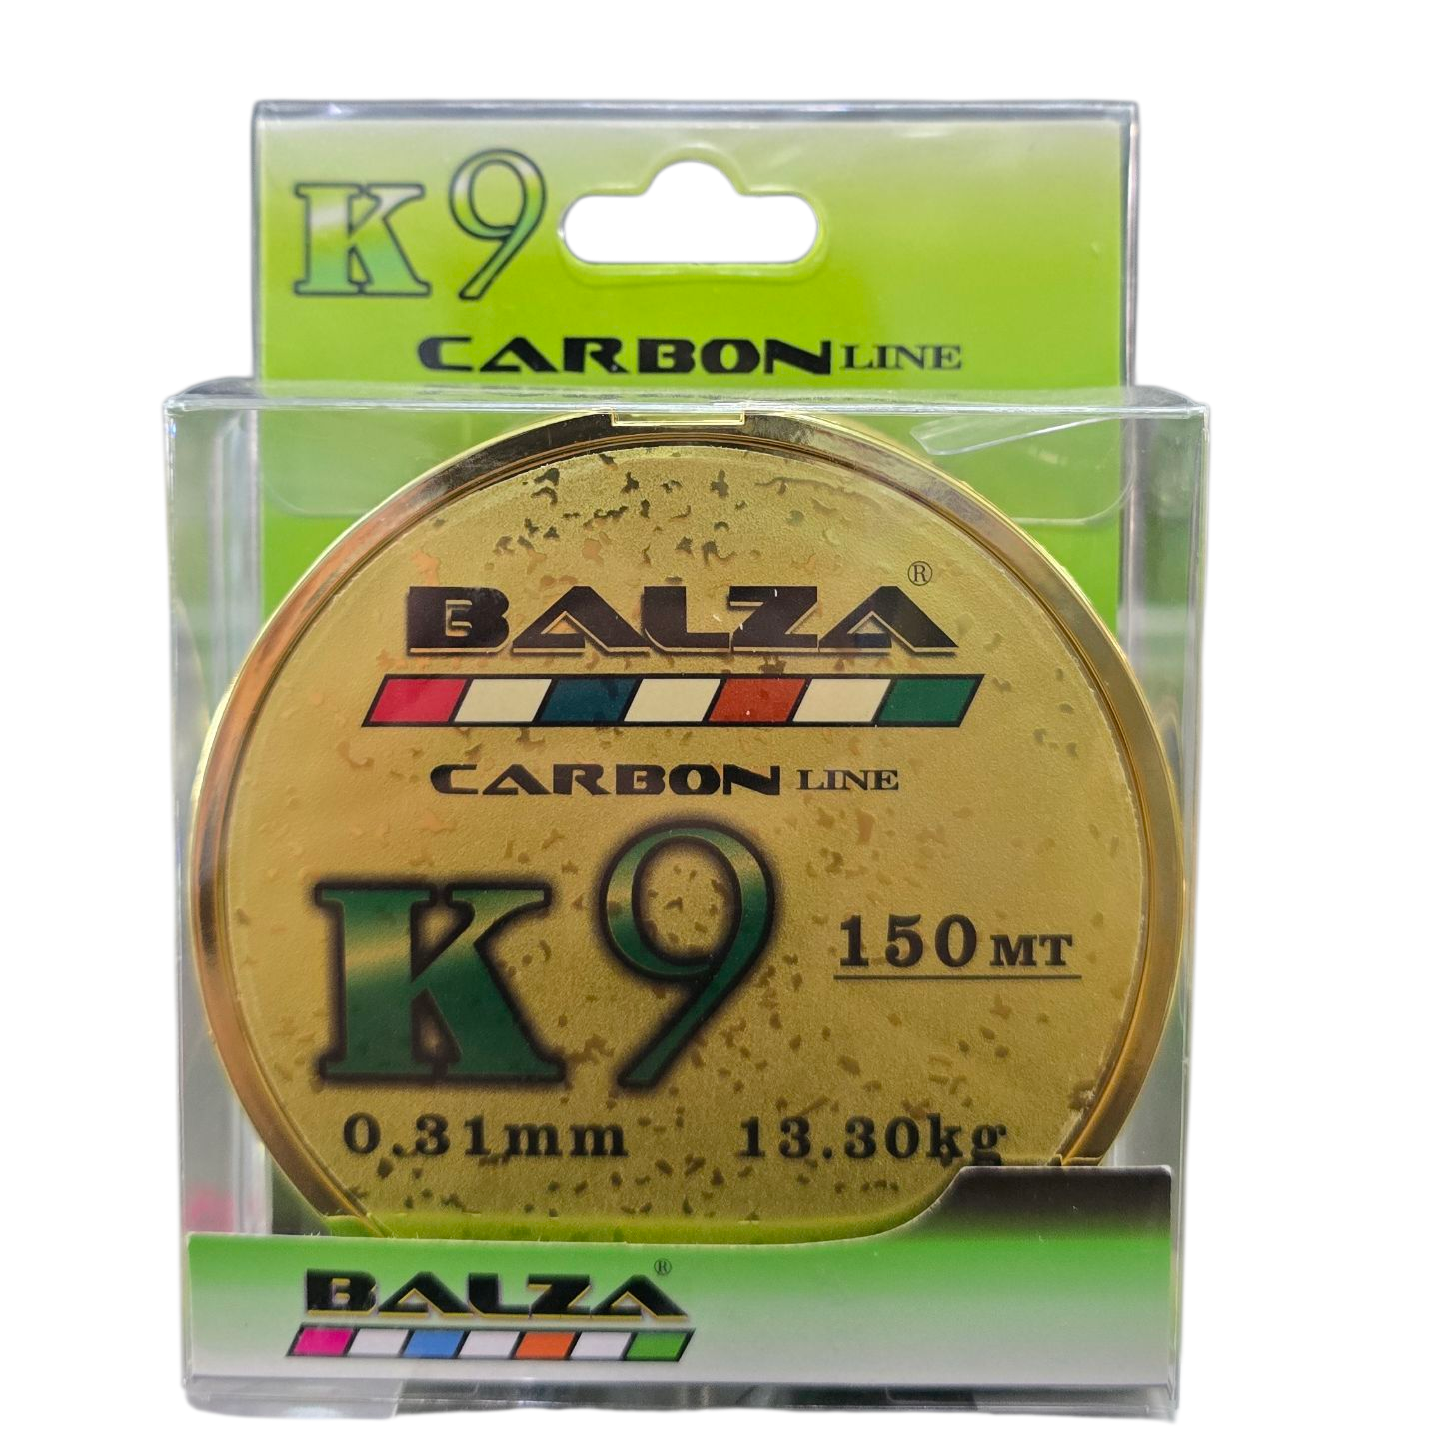 K9
CARBON LINE
BALZA®
CARBON LINE
K9
150 MT
0.31mm 13.30kg
BALZA®